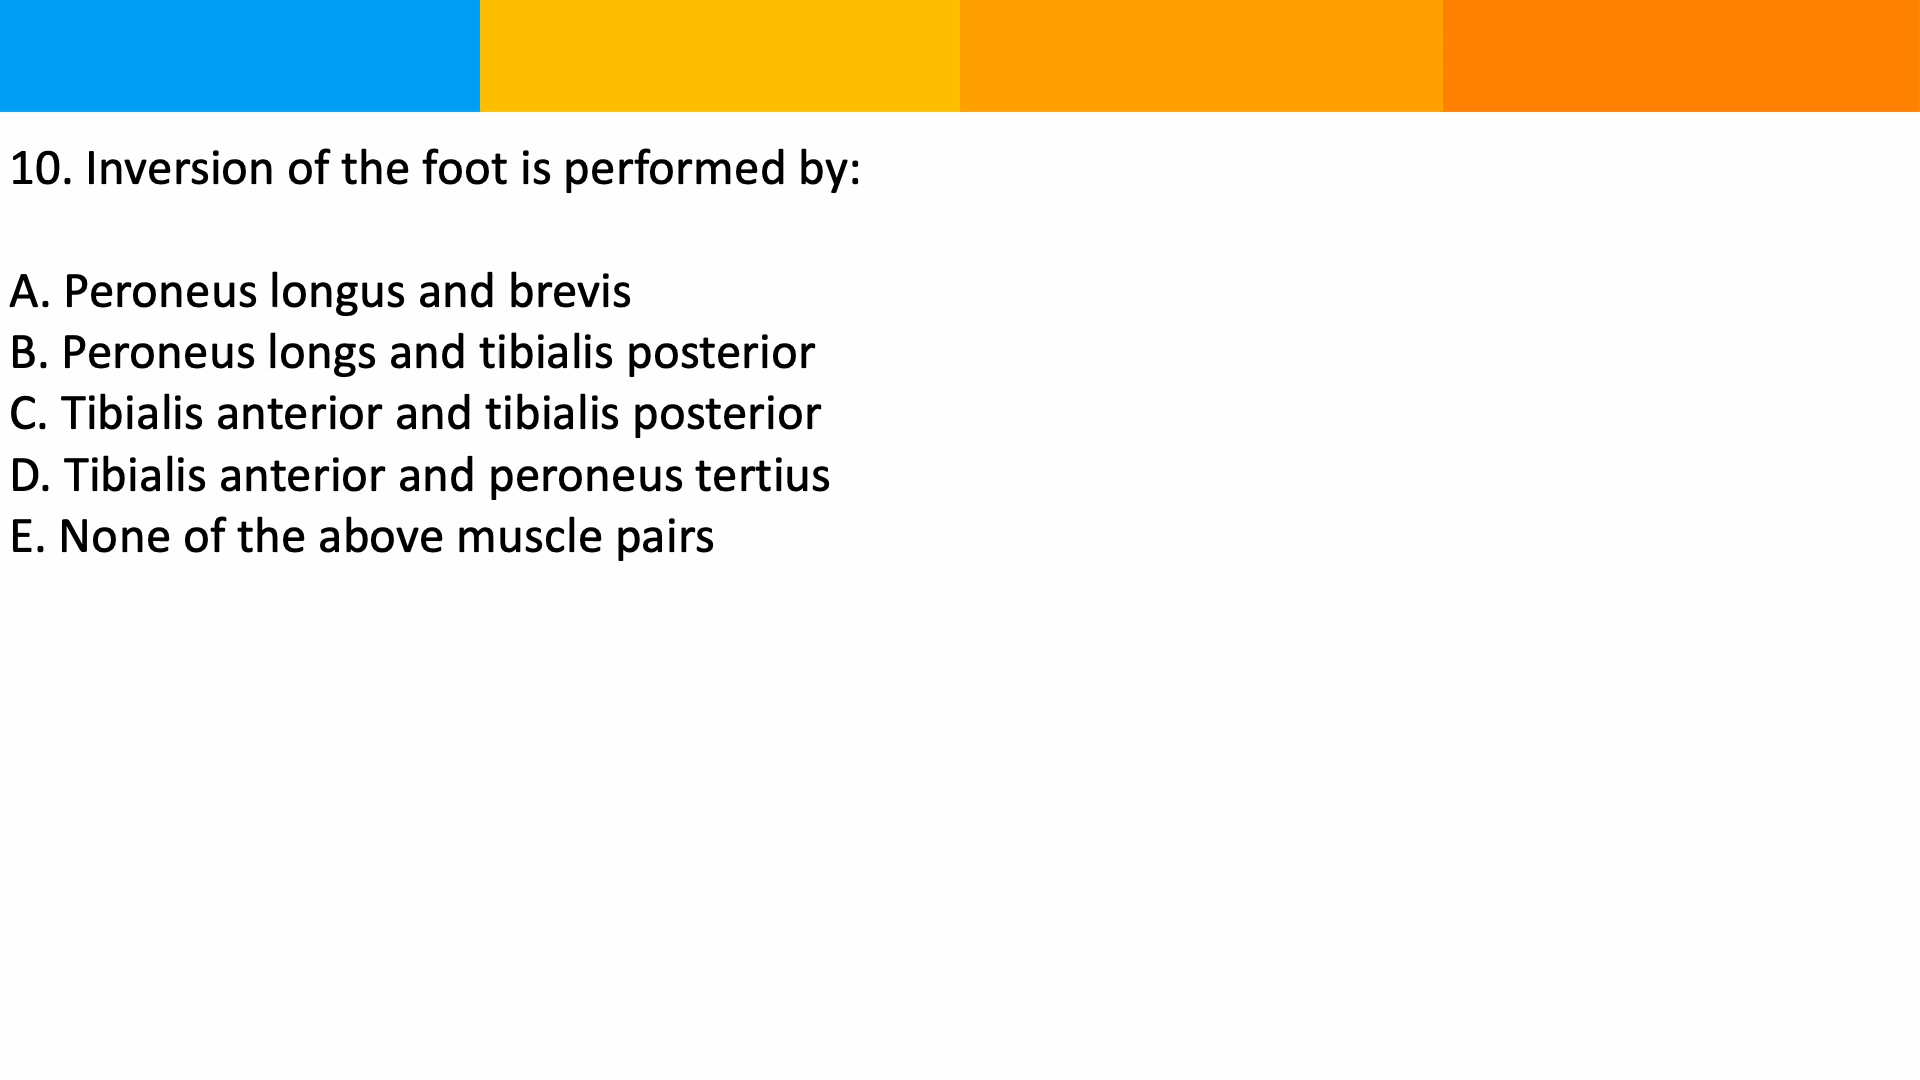 10. Inversion of the foot is performed by:
A. Peroneus longus and brevis
B. Peroneus longs and tibialis posterior
C. Tibialis anterior and tibialis posterior
D. Tibialis anterior and peroneus tertius
E. None of the above muscle pairs